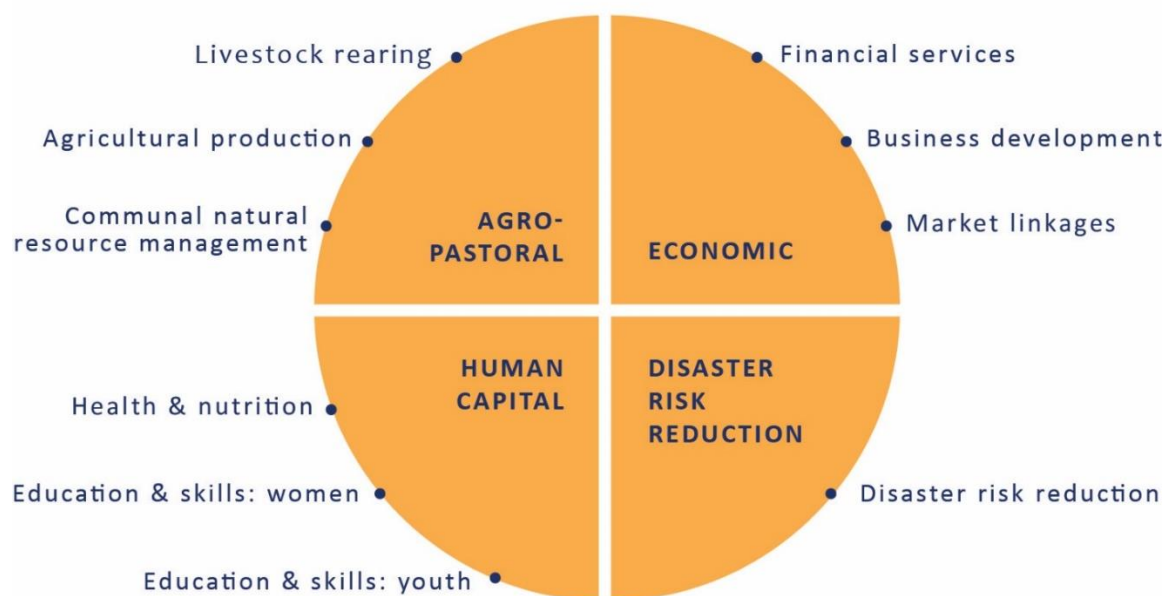 Livestock rearing
Agricultural production
Communal natural
resource management
AGRO-
PASTORAL
Financial services
Business development
Market linkages
ECONOMIC
HUMAN
CAPITAL
Health & nutrition
Education & skills: women
Education & skills: youth
DISASTER
RISK
REDUCTION
Disaster risk reduction